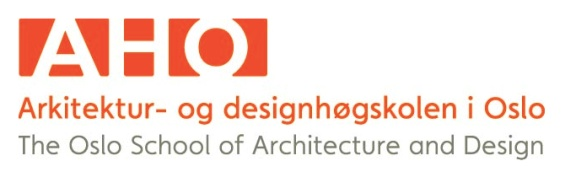 AHO
Arkitektur- og designhøgskolen i Oslo
The Oslo School of Architecture and Design